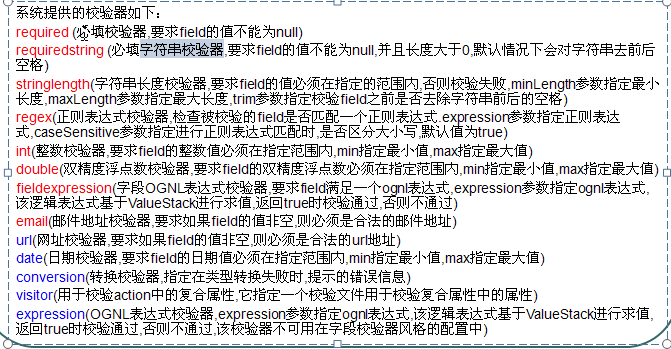 系统提供的校验器如下：
required (必填校验器,要求field的值不能为null)
requiredstring (必填字符串校验器,要求field的值不能为null,并且长度大于0,默认情况下会对字符串去前后
空格)
stringlength(字符串长度校验器,要求field的值必须在指定的范围内,否则校验失败,minLength参数指定最小
长度,maxLength参数指定最大长度,trim参数指定校验field之前是否去除字符串前后的空格)
regex(正则表达式校验器,检查被校验的field是否匹配一个正则表达式.expression参数指定正则表达
式,caseSensitive参数指定进行正则表达式匹配时,是否区分大小写,默认值为true)
int(整数校验器,要求field的整数值必须在指定范围内,min指定最小值,max指定最大值)
double(双精度浮点数校验器,要求field的双精度浮点数必须在指定范围内,min指定最小值,max指定最大值)
fieldexpression(字段OGNL表达式校验器,要求field满足一个ognl表达式,expression参数指定ognl表达式,
该逻辑表达式基于ValueStack进行求值,返回true时校验通过,否则不通过)
email(邮件地址校验器,要求如果field的值非空,则必须是合法的邮件地址)
url(网址校验器,要求如果field的值非空,则必须是合法的url地址)
date(日期校验器,要求field的日期值必须在指定范围内,min指定最小值,max指定最大值)
conversion(转换校验器,指定在类型转换失败时,提示的错误信息)
visitor(用于校验action中的复合属性,它指定一个校验文件用于校验复合属性中的属性)
expression(OGNL表达式校验器,expression参数指定ognl表达式,该逻辑表达式基于ValueStack进行求值,
返回true时校验通过,否则不通过,该校验器不可用在字段校验器风格的配置中)